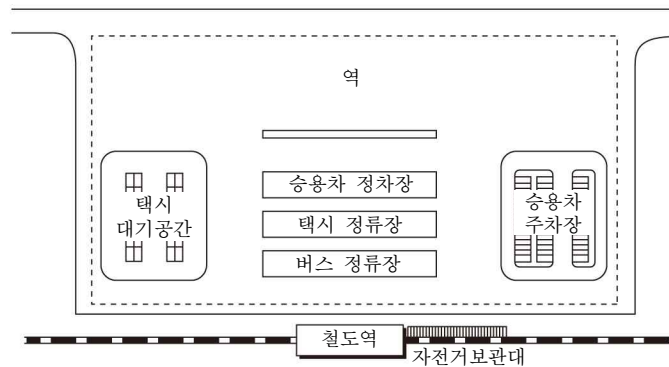 역
승용차 정차장
택시 정류장
버스 정류장
택시
대기공간
승용차
주차장
철도역
자전거보관대